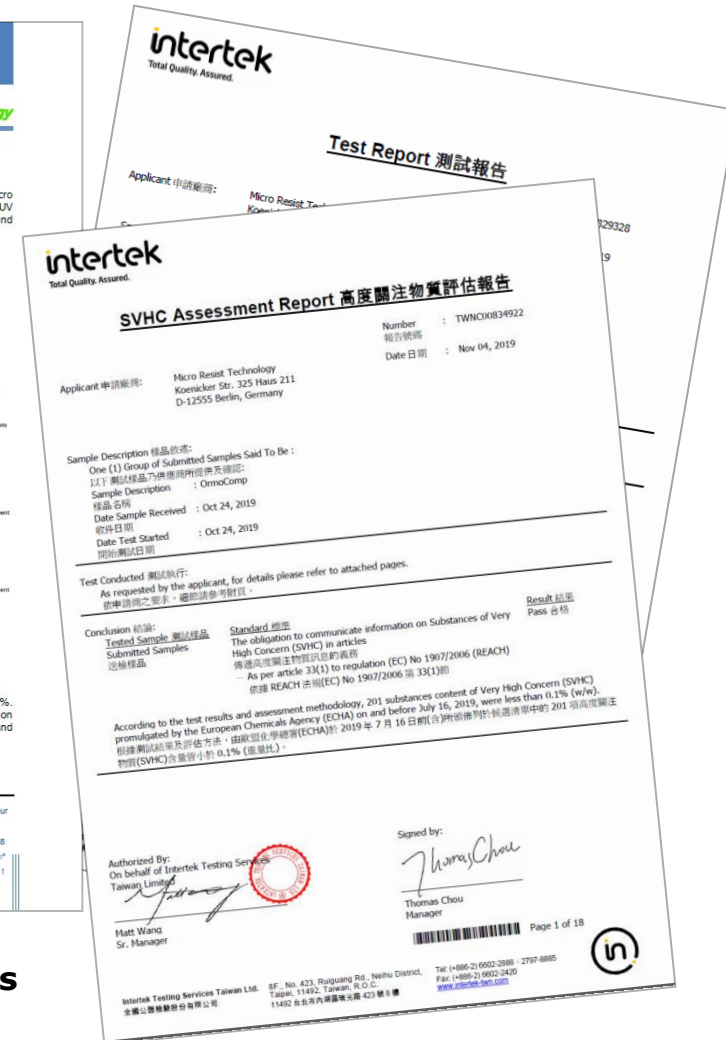 gy
cro
UV
nd
%.
on
nd
ur
8
1
s
intertek
Total Quality. Assured.
Test Report 測試報告
Applicant 申請廠商:
Micro Resist
829328
19
intertek
Total Quality. Assured.
SVHC Assessment Report 高度關注物質評估報告
Number : TWNC00834922
報告號碼
Date 日期 : Nov 04, 2019
Applicant 申請廠商:
Micro Resist Technology
Koenicker Str. 325 Haus 211
D-12555 Berlin, Germany
Sample Description 樣品敘述:
One (1) Group of Submitted Samples Said To Be :
以下測試樣品乃供應商所提供及確認:
Sample Description : OrmoComp
樣品名稱
Date Sample Received : Oct 24, 2019
收件日期
Date Test Started : Oct 24, 2019
開始測試日期
Test Conducted 測試執行:
As requested by the applicant, for details please refer to attached pages.
依申請商之要求，細節請參考附頁。
Conclusion 結論:
Tested Sample 測試樣品 Standard 標準 Result 結果
Submitted Samples The obligation to communicate information on Substances of Very Pass 合格
送檢樣品 High Concern (SVHC) in articles
傳遞高度關注物質訊息的義務
– As per article 33(1) to regulation (EC) No 1907/2006 (REACH)
依據 REACH 法規(EC) No 1907/2006 第 33(1)節
According to the test results and assessment methodology, 201 substances content of Very High Concern (SVHC)
promulgated by the European Chemicals Agency (ECHA) on and before July 16, 2019, were less than 0.1% (w/w).
根據測試結果及評估方法，由歐盟化學總署(ECHA)於 2019 年 7 月 16 日前(含)所頒佈列於候選清單中的 201 項高度關注
物質(SVHC)含量皆小於 0.1% (重量比)。
Authorized By:
On behalf of Intertek Testing Services
Taiwan Limited
Matt Wang
Sr. Manager
Signed by:
Thomas Chou
Thomas Chou
Manager
Page 1 of 18
in
Intertek Testing Services Taiwan Ltd.
全國公證檢驗股份有限公司
8F., No. 423, Ruiguang Rd., Neihu District,
Taipei, 11492, Taiwan, R.O.C.
11492 台北市內湖區瑞光路 423 號 8 樓
Tel: (+886-2) 6602-2888 · 2797-8885
Fax: (+886-2) 6602-2420
www.intertek-twn.com